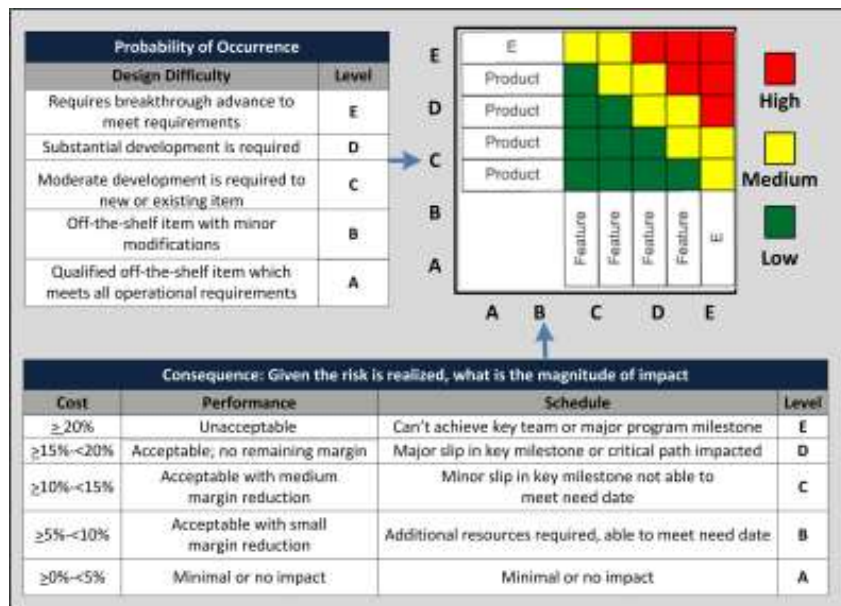 Probability of Occurrence
Design Difficulty Level
Requires breakthrough advance to
meet requirements
E
Substantial development is required D
Moderate development is required to
new or existing item
C
Off-the-shelf item with minor
modifications
B
Qualified off-the-shelf item which
meets all operational requirements
A
E
D
C
B
A
E
Product
Product
Product
Product
Feature
Feature
Feature
Feature
E
A B C D E
High
Medium
Low
Consequence: Given the risk is realized, what is the magnitude of impact
Cost Performance Schedule Level
≥ 20% Unacceptable Can't achieve key team or major program milestone E
≥15%-<20% Acceptable; no remaining margin Major slip in key milestone or critical path impacted D
≥10%-<15% Acceptable with medium
margin reduction
Minor slip in key milestone not able to
meet need date
C
≥5%-<10% Acceptable with small
margin reduction
Additional resources required, able to meet need date B
≥0%-<5% Minimal or no impact Minimal or no impact A